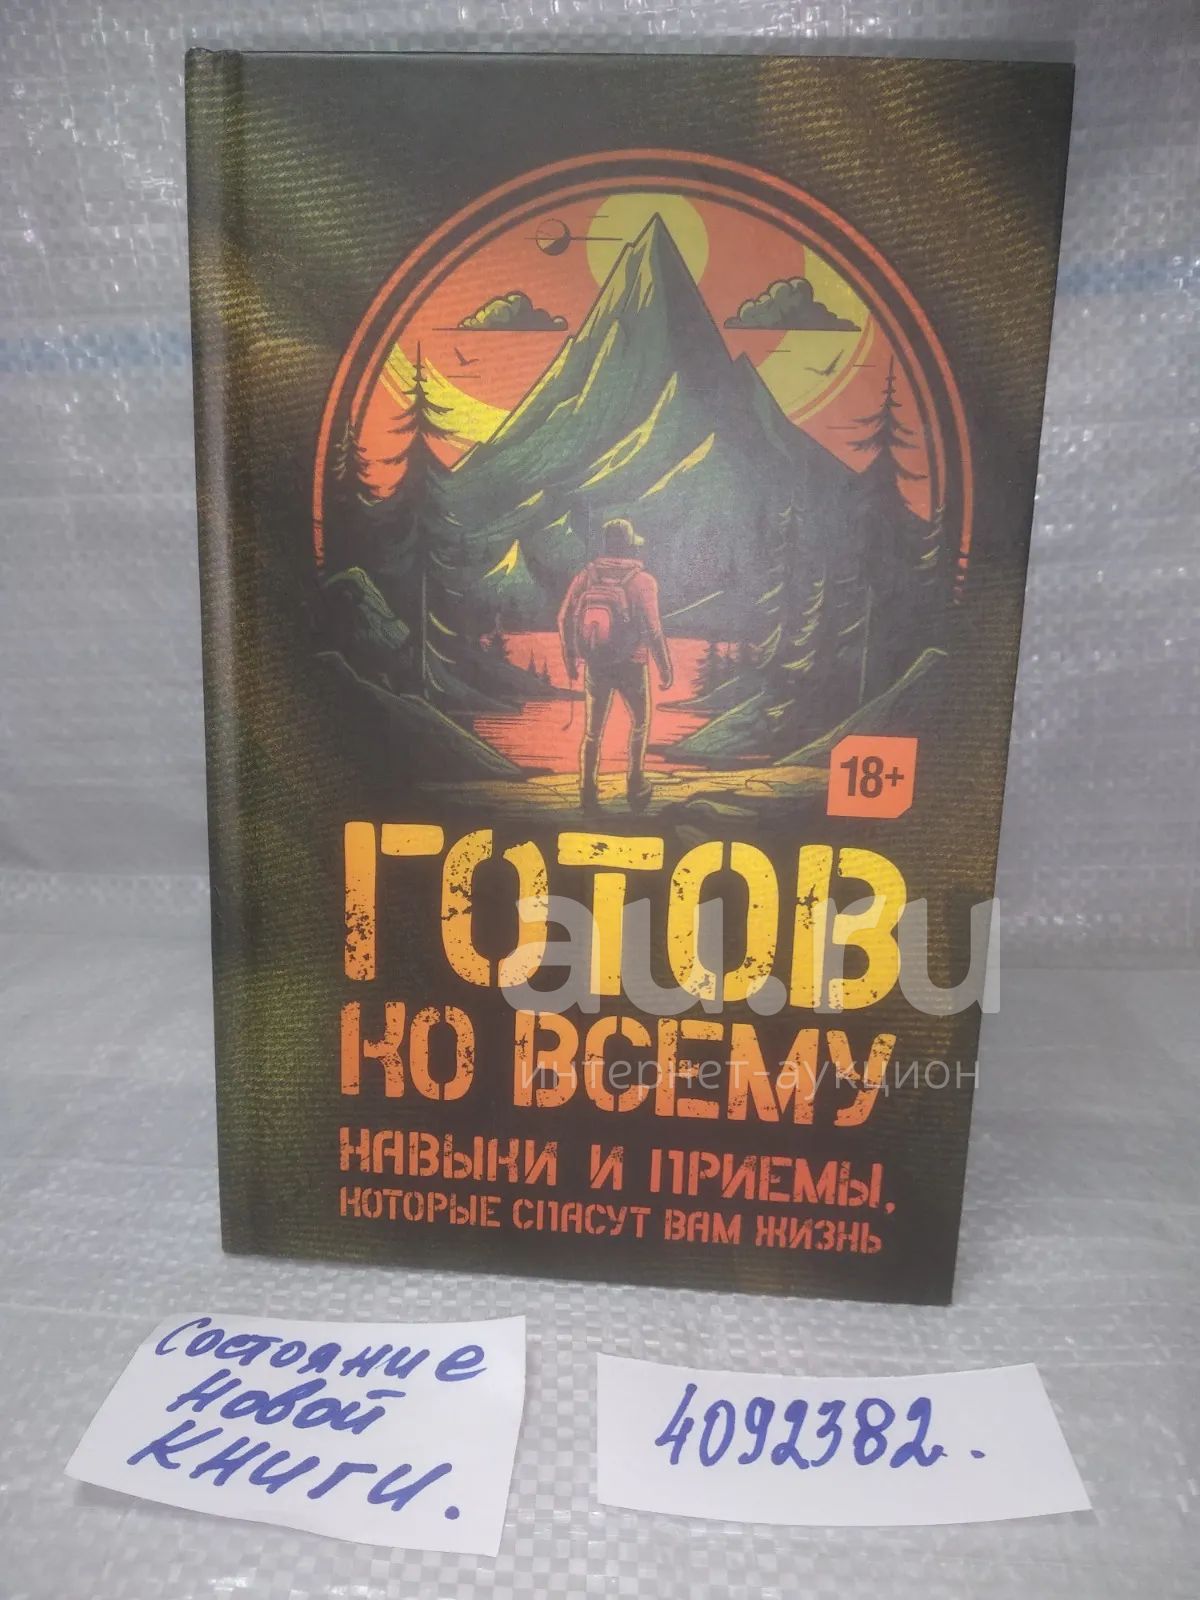 18+
ГОТОВ
КО ВСЕМУ
НАВЫКИ И ПРИЕМЫ,
КОТОРЫЕ СПАСУТ ВАМ ЖИЗНЬ
au.ru
интернет-аукцион
Состояние
новой
книги.
4092382.